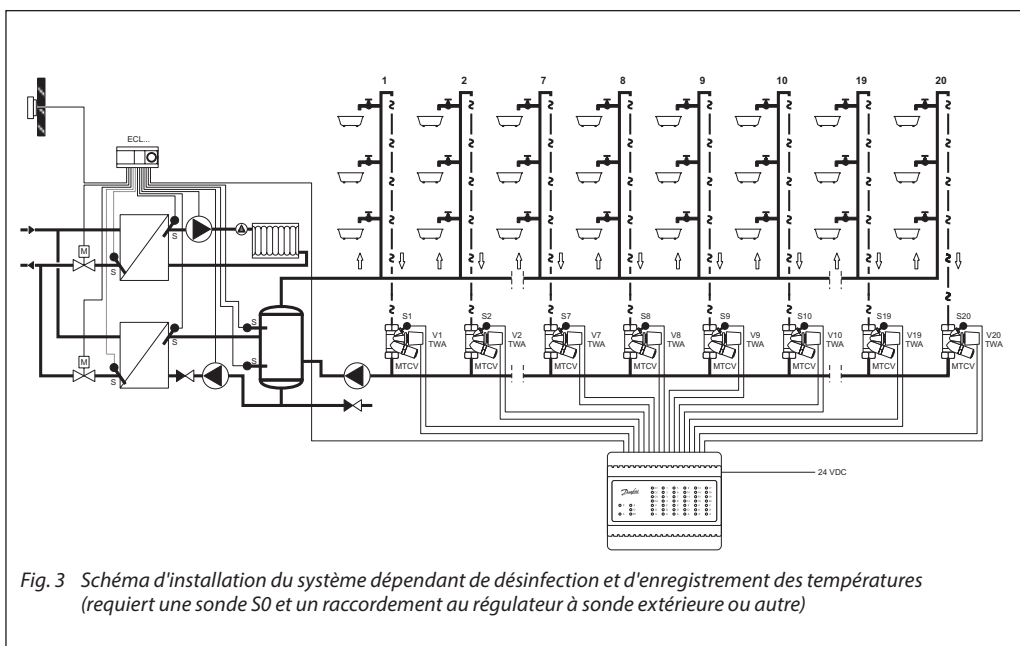 1 2 7 8 9 10 19 20
ECL...
M S S
S
M S S S
S1 S2 S7 S8 S9 S10 S19 S20
V1 V2 V7 V8 V9 V10 V19 V20
TWA TWA TWA TWA TWA TWA TWA TWA
MTCV MTCV MTCV MTCV MTCV MTCV MTCV MTCV
24 VDC
Danfoss
Fig. 3 Schéma d'installation du système dépendant de désinfection et d'enregistrement des températures
(requiert une sonde S0 et un raccordement au régulateur à sonde extérieure ou autre)